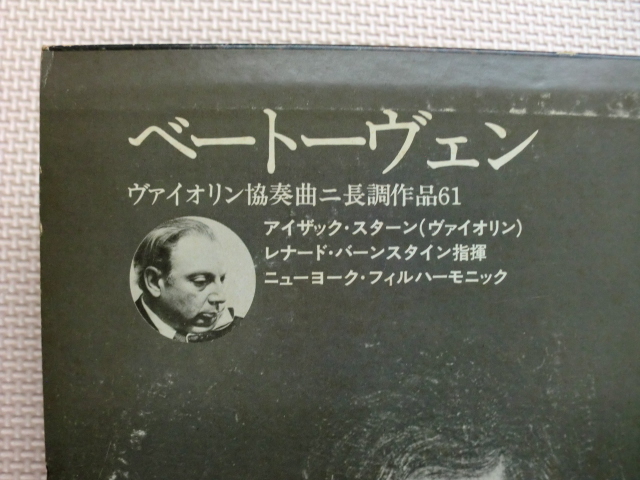 ベートーヴェン
ヴァイオリン協奏曲ニ長調作品61
アイザック・スターン(ヴァイオリン)
レナード・バーンスタイン指揮
ニューヨーク・フィルハーモニック